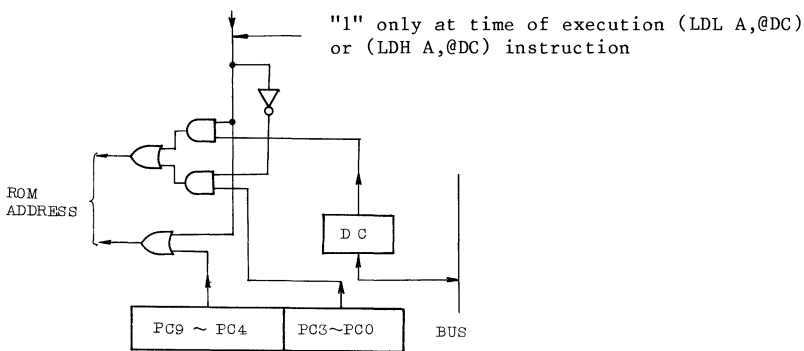 "1" only at time of execution (LDL A,@DC)
or (LDH A,@DC) instruction
ROM
ADDRESS
DC
PC9 ~ PC4
PC3~PC0
BUS